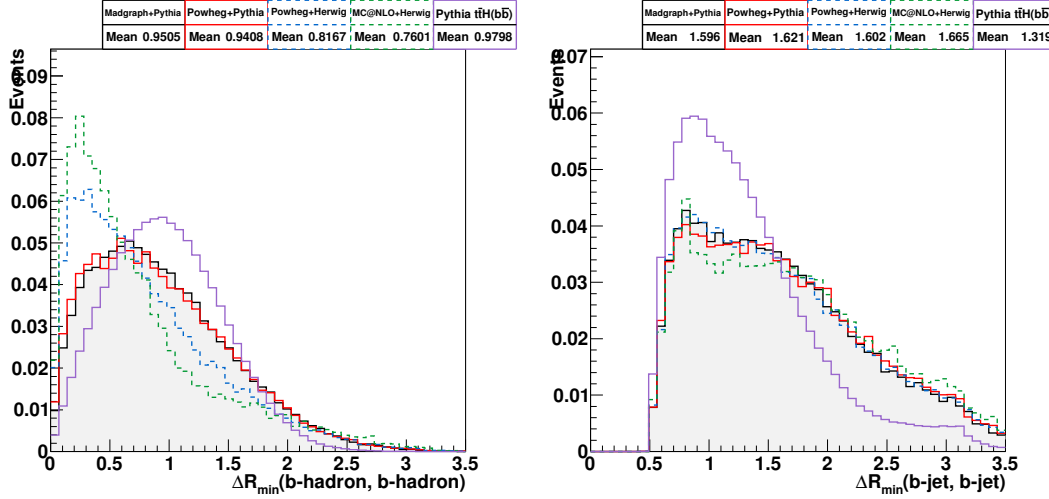 Madgraph+Pythia Powheg+Pythia Powheg+Herwig MC@NLO+Herwig Pythia tt̄H(bb̄)
Mean 0.9505 Mean 0.9408 Mean 0.8167 Mean 0.7601 Mean 0.9798
Events
0.09
0.08
0.07
0.06
0.05
0.04
0.03
0.02
0.01
0
0 0.5 1 1.5 2 2.5 3 3.5
ΔRmin(b-hadron, b-hadron)
Madgraph+Pythia Powheg+Pythia Powheg+Herwig MC@NLO+Herwig Pythia tt̄H(bb̄)
Mean 1.596 Mean 1.621 Mean 1.602 Mean 1.665 Mean 1.319
Events
0.07
0.06
0.05
0.04
0.03
0.02
0.01
0
0 0.5 1 1.5 2 2.5 3 3.5
ΔRmin(b-jet, b-jet)